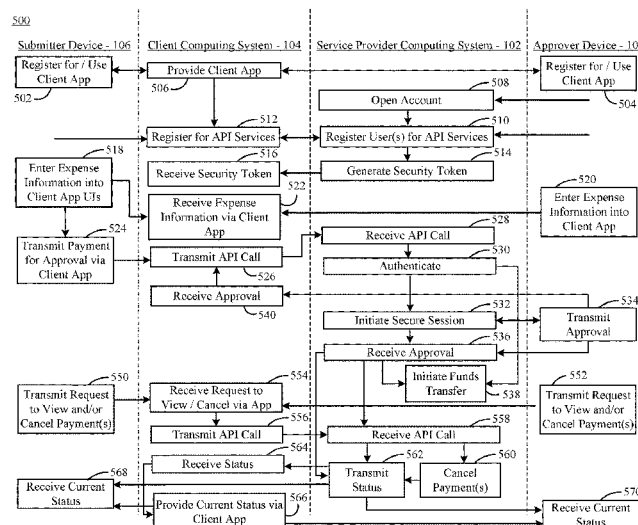 500
Submitter Device - 106
Client Computing System - 104
Service Provider Computing System - 102
Approver Device - 10
Register for / Use
Client App
502
Provide Client App
506
Register for / Use
Client App
504
508
Open Account
512
Register for API Services
510
Register User(s) for API Services
516
Receive Security Token
514
Generate Security Token
518
Enter Expense
Information into
Client App UIs
522
Receive Expense
Information via Client
App
520
Enter Expense
Information into
Client App
524
Transmit Payment
for Approval via
Client App
528
Receive API Call
Transmit API Call
526
530
Authenticate
Receive Approval
540
532
Initiate Secure Session
534
Transmit
Approval
536
Receive Approval
Initiate Funds
Transfer
538
550
Transmit Request
to View and/or
Cancel Payment(s)
554
Receive Request to
View / Cancel via App
552
Transmit Request
to View and/or
Cancel Payment(s)
556
Transmit API Call
558
Receive API Call
564
Receive Status
562
Transmit
Status
560
Cancel
Payment(s)
568
Receive Current
Status
566
Provide Current Status via
Client App
570
Receive Current
Status